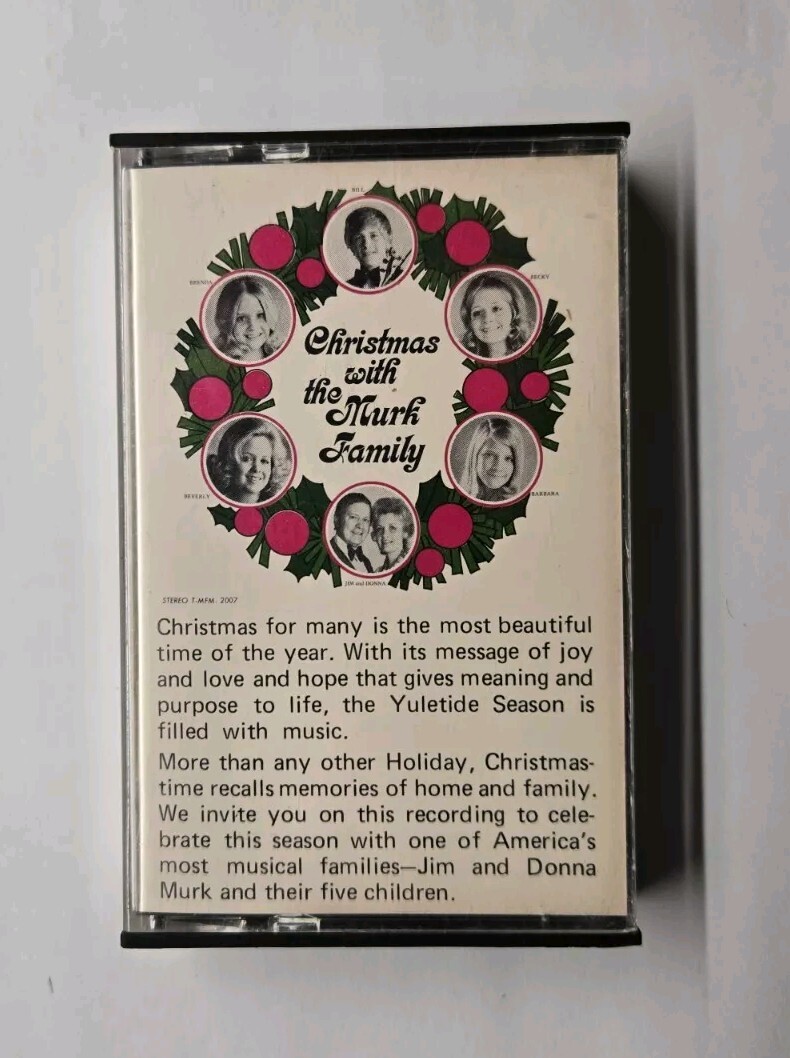 BILL
BRENDA
BECKY
Christmas
with
the Murk
Family
BEVERLY
BARBARA
JIM and DONNA
STEREO T-MFM- 2007
Christmas for many is the most beautiful
time of the year. With its message of joy
and love and hope that gives meaning and
purpose to life, the Yuletide Season is
filled with music.
More than any other Holiday, Christmas-
time recalls memories of home and family.
We invite you on this recording to cele-
brate this season with one of America's
most musical families—Jim and Donna
Murk and their five children.